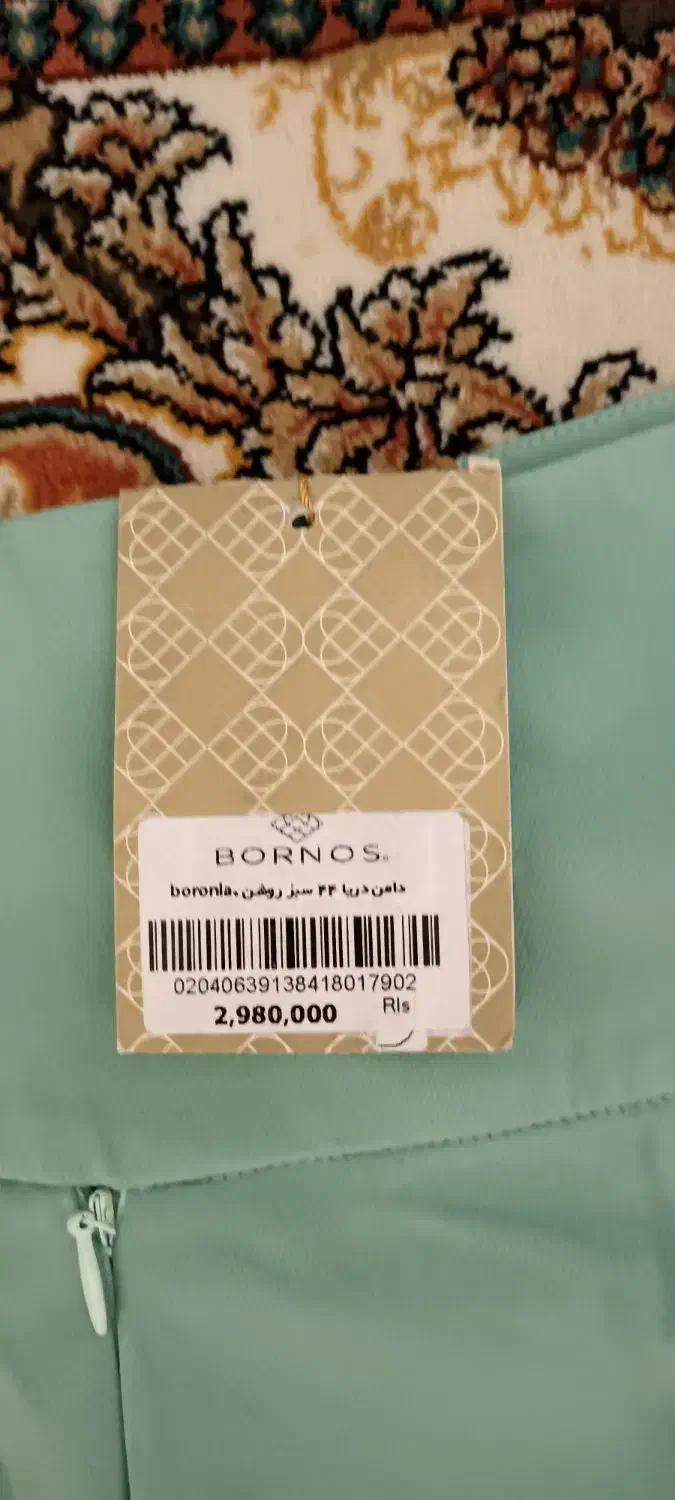 BORNOS
دامن دریا ۴۴ سبز روشن، boronia
02040639138418017902
2,980,000 Rls